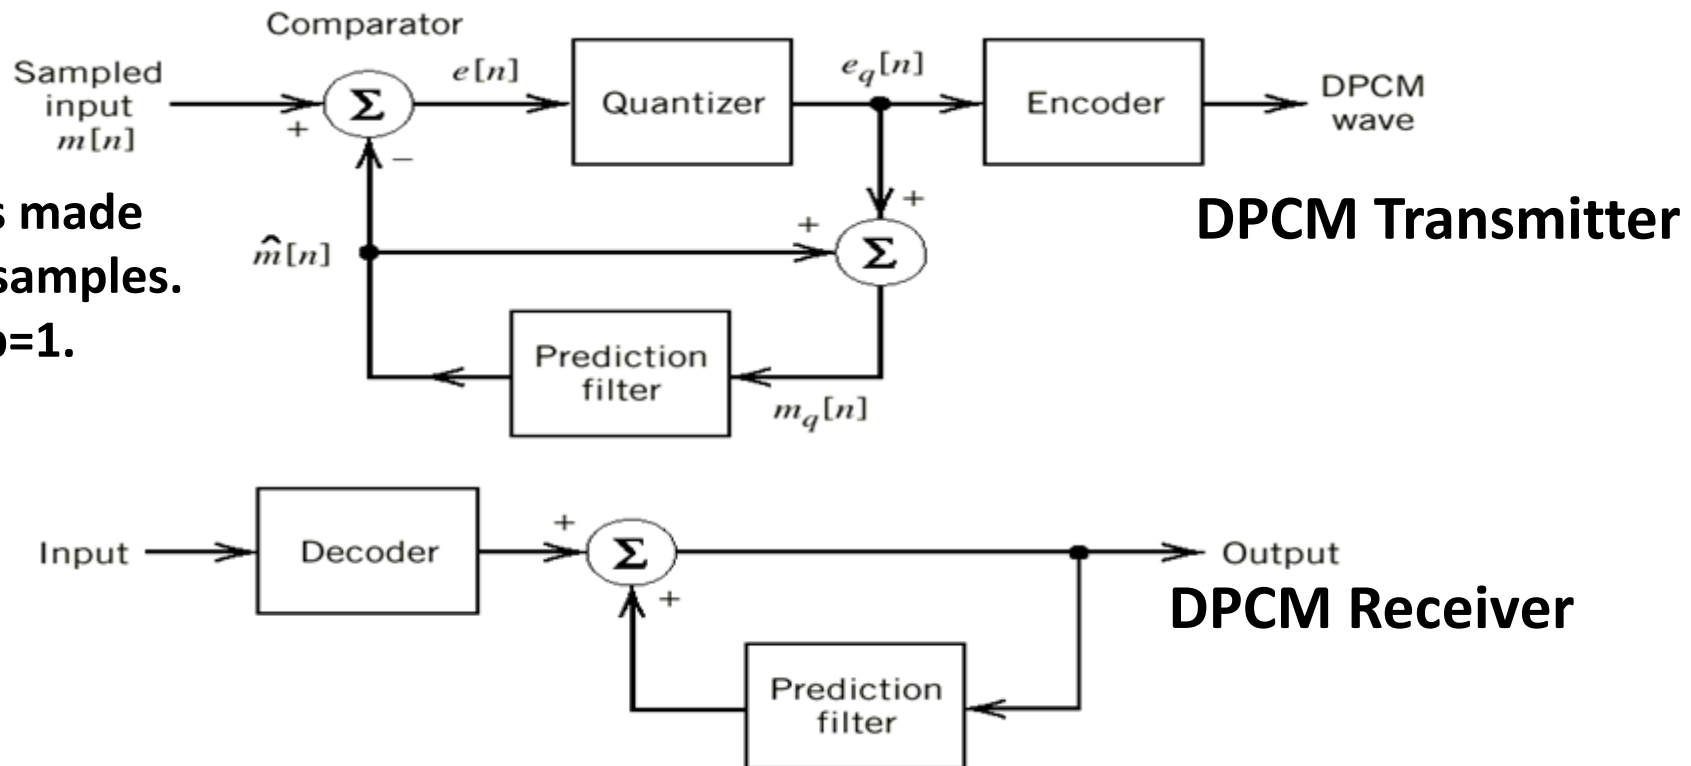 Comparator
Sampled
input
m[n]
+
Σ
−
e[n]
Quantizer
e_q[n]
Encoder
DPCM
wave
s made
samples.
=1.
m̂[n]
+
+
Σ
DPCM Transmitter
Prediction
filter
m_q[n]
Input
Decoder
+
Σ
+
Output
DPCM Receiver
Prediction
filter